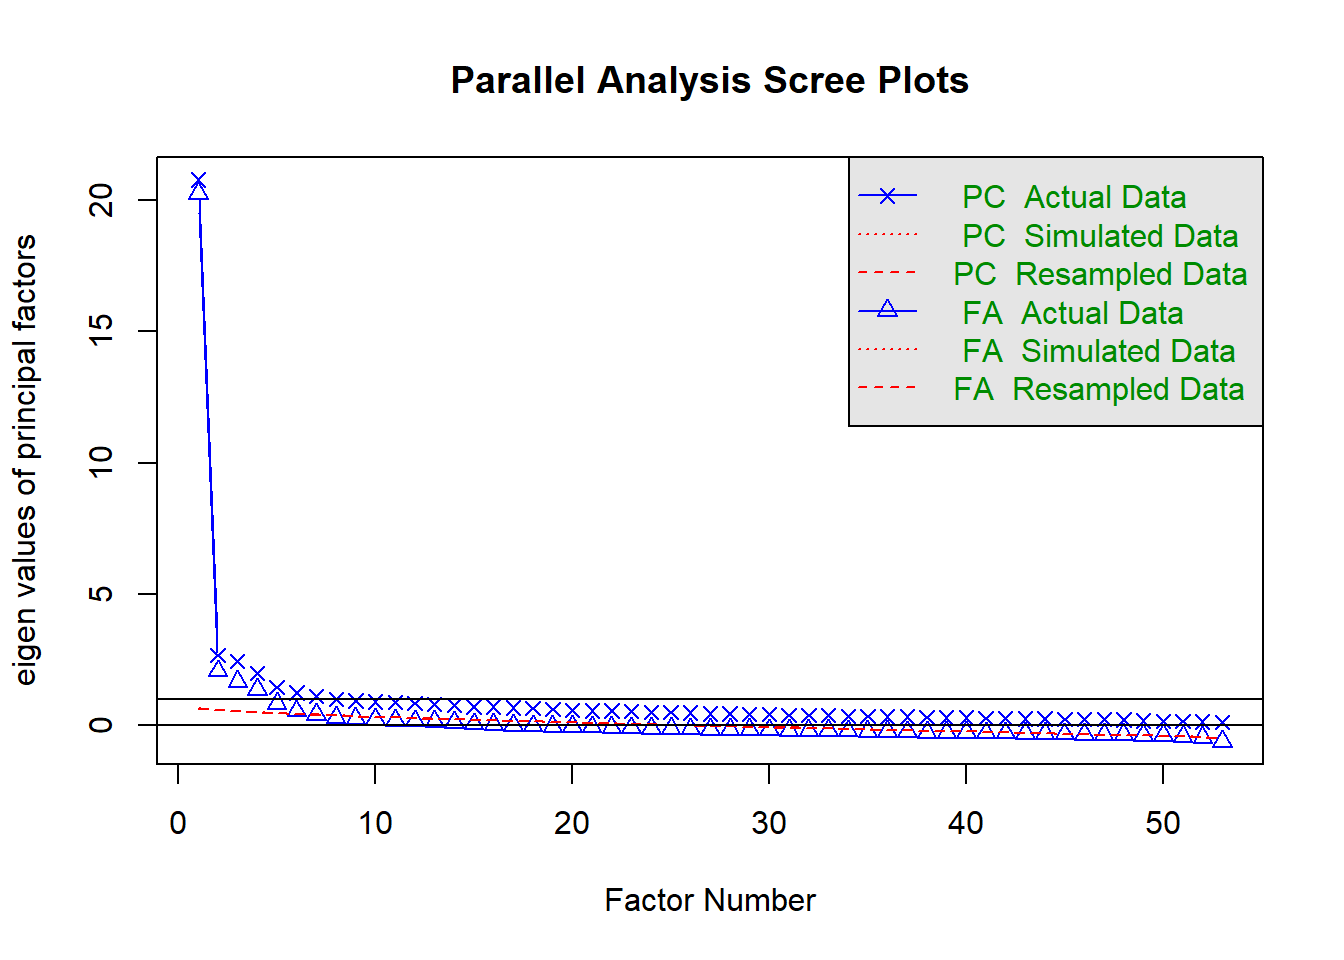 Parallel Analysis Scree Plots
eigen values of principal factors
20
15
10
5
0
PC Actual Data
PC Simulated Data
PC Resampled Data
FA Actual Data
FA Simulated Data
FA Resampled Data
0 10 20 30 40 50
Factor Number